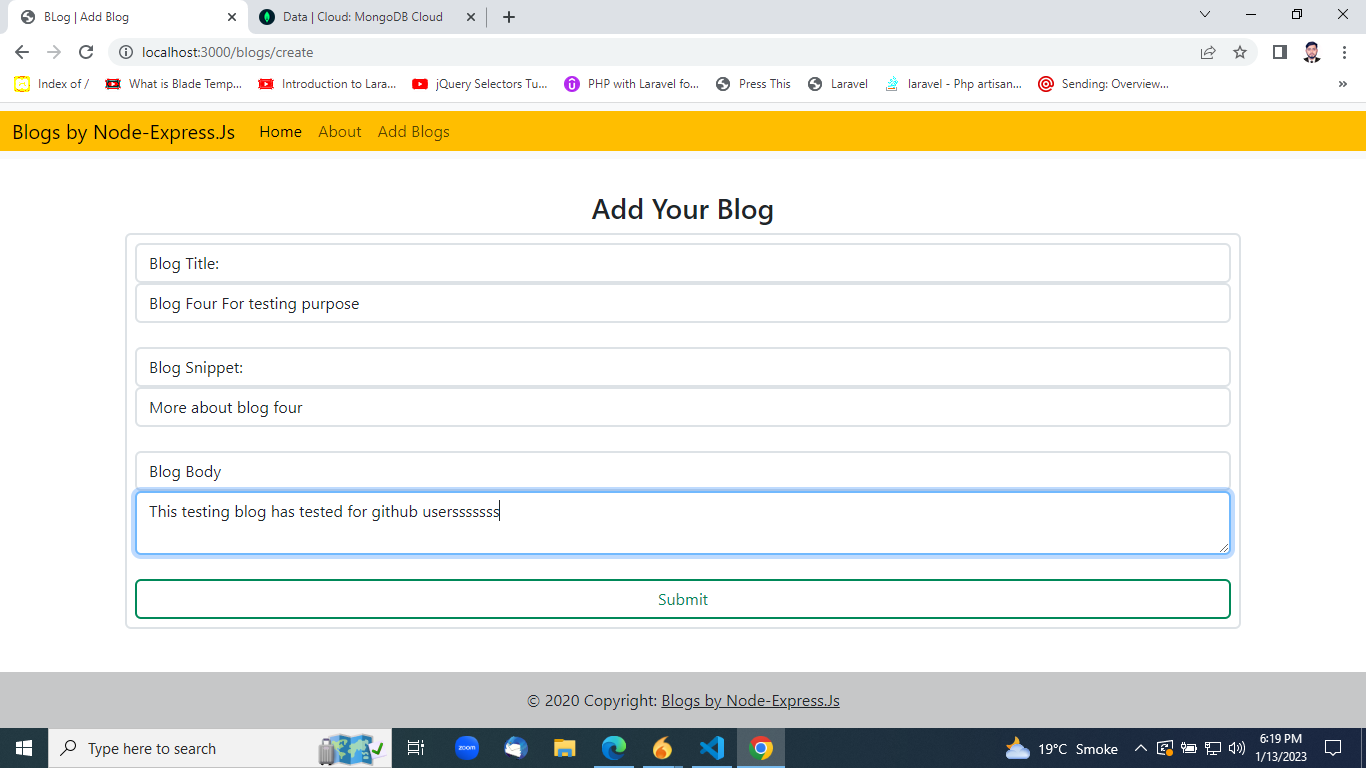 BLog | Add Blog
Data | Cloud: MongoDB Cloud
localhost:3000/blogs/create
Index of /
What is Blade Temp...
Introduction to Lara...
jQuery Selectors Tu...
PHP with Laravel fo...
Press This
Laravel
laravel - Php artisan...
Sending: Overview...
Blogs by Node-Express.Js
Home
About
Add Blogs
Add Your Blog
Blog Title:
Blog Four For testing purpose
Blog Snippet:
More about blog four
Blog Body
This testing blog has tested for github usersssssss
Submit
© 2020 Copyright: Blogs by Node-Express.Js
Type here to search
zoom
19°C Smoke
6:19 PM
1/13/2023